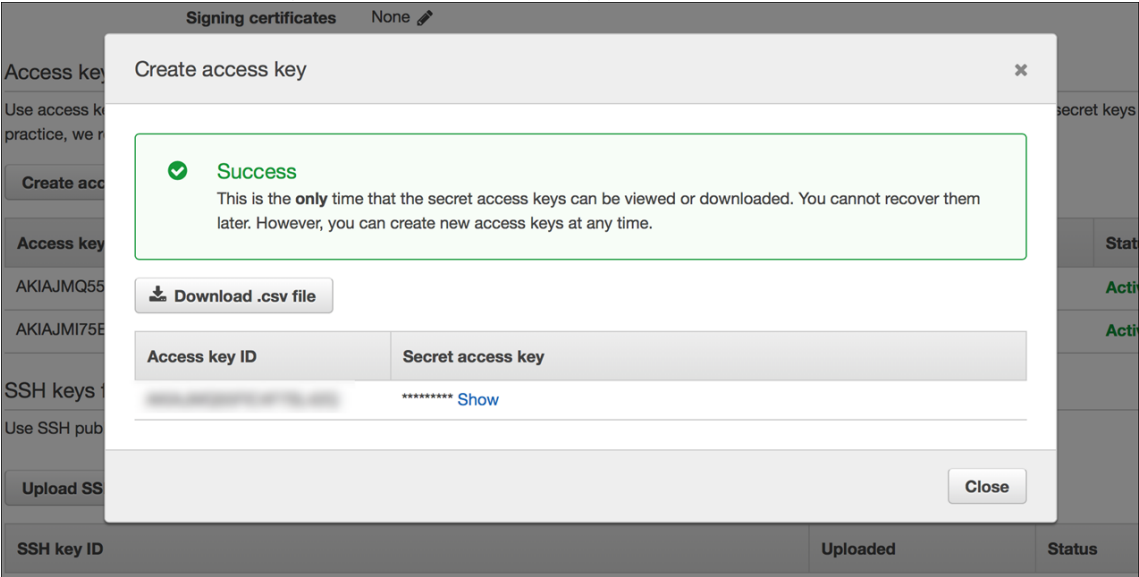 Signing certificates None
Create access key
Access key
Use access ke
secret keys
practice, we r
Success
This is the only time that the secret access keys can be viewed or downloaded. You cannot recover them
later. However, you can create new access keys at any time.
Create acc
Access key
Stat
AKIAJMQ55
Activ
Download .csv file
AKIAJMI75E
Activ
Access key ID Secret access key
SSH keys f
********* Show
Use SSH pub
Upload SS
Close
SSH key ID Uploaded Status